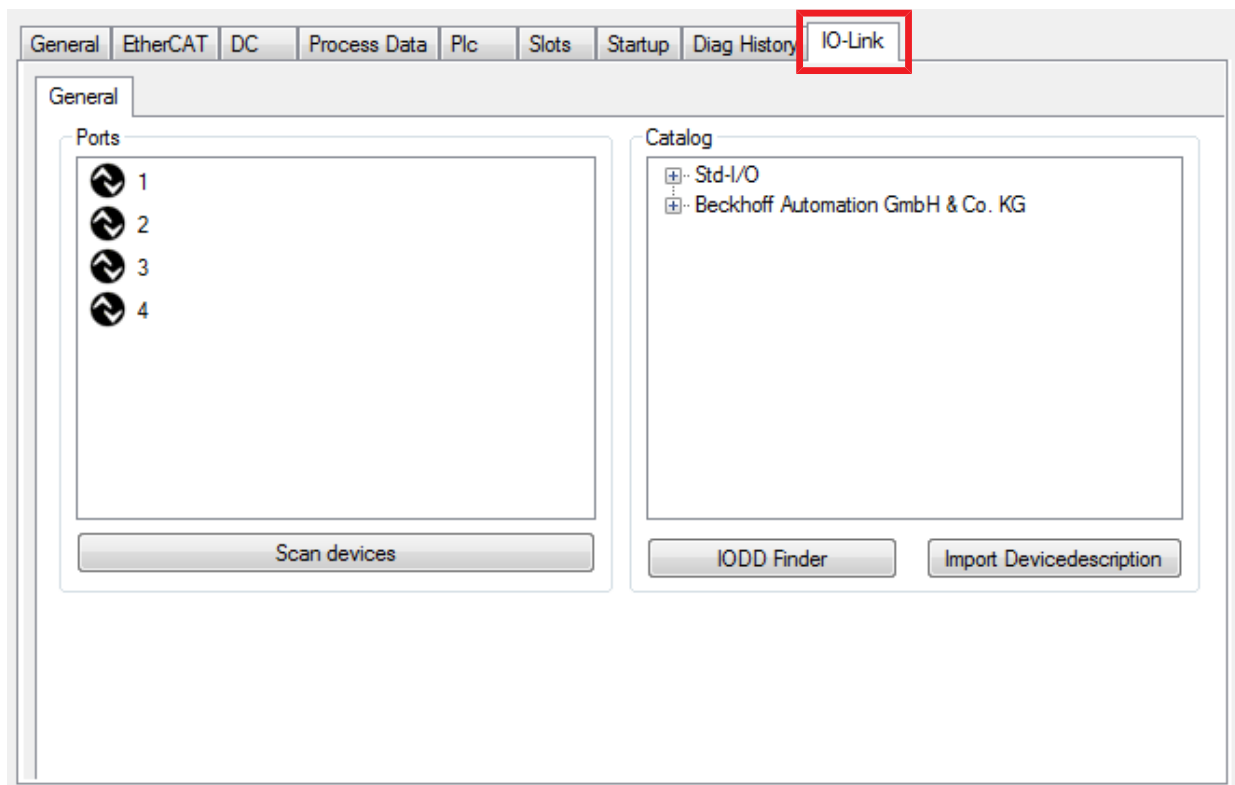 General EtherCAT DC Process Data Plc Slots Startup Diag History IO-Link
General
Ports
1
2
3
4
Scan devices
Catalog
Std-I/O
Beckhoff Automation GmbH & Co. KG
IODD Finder Import Devicedescription